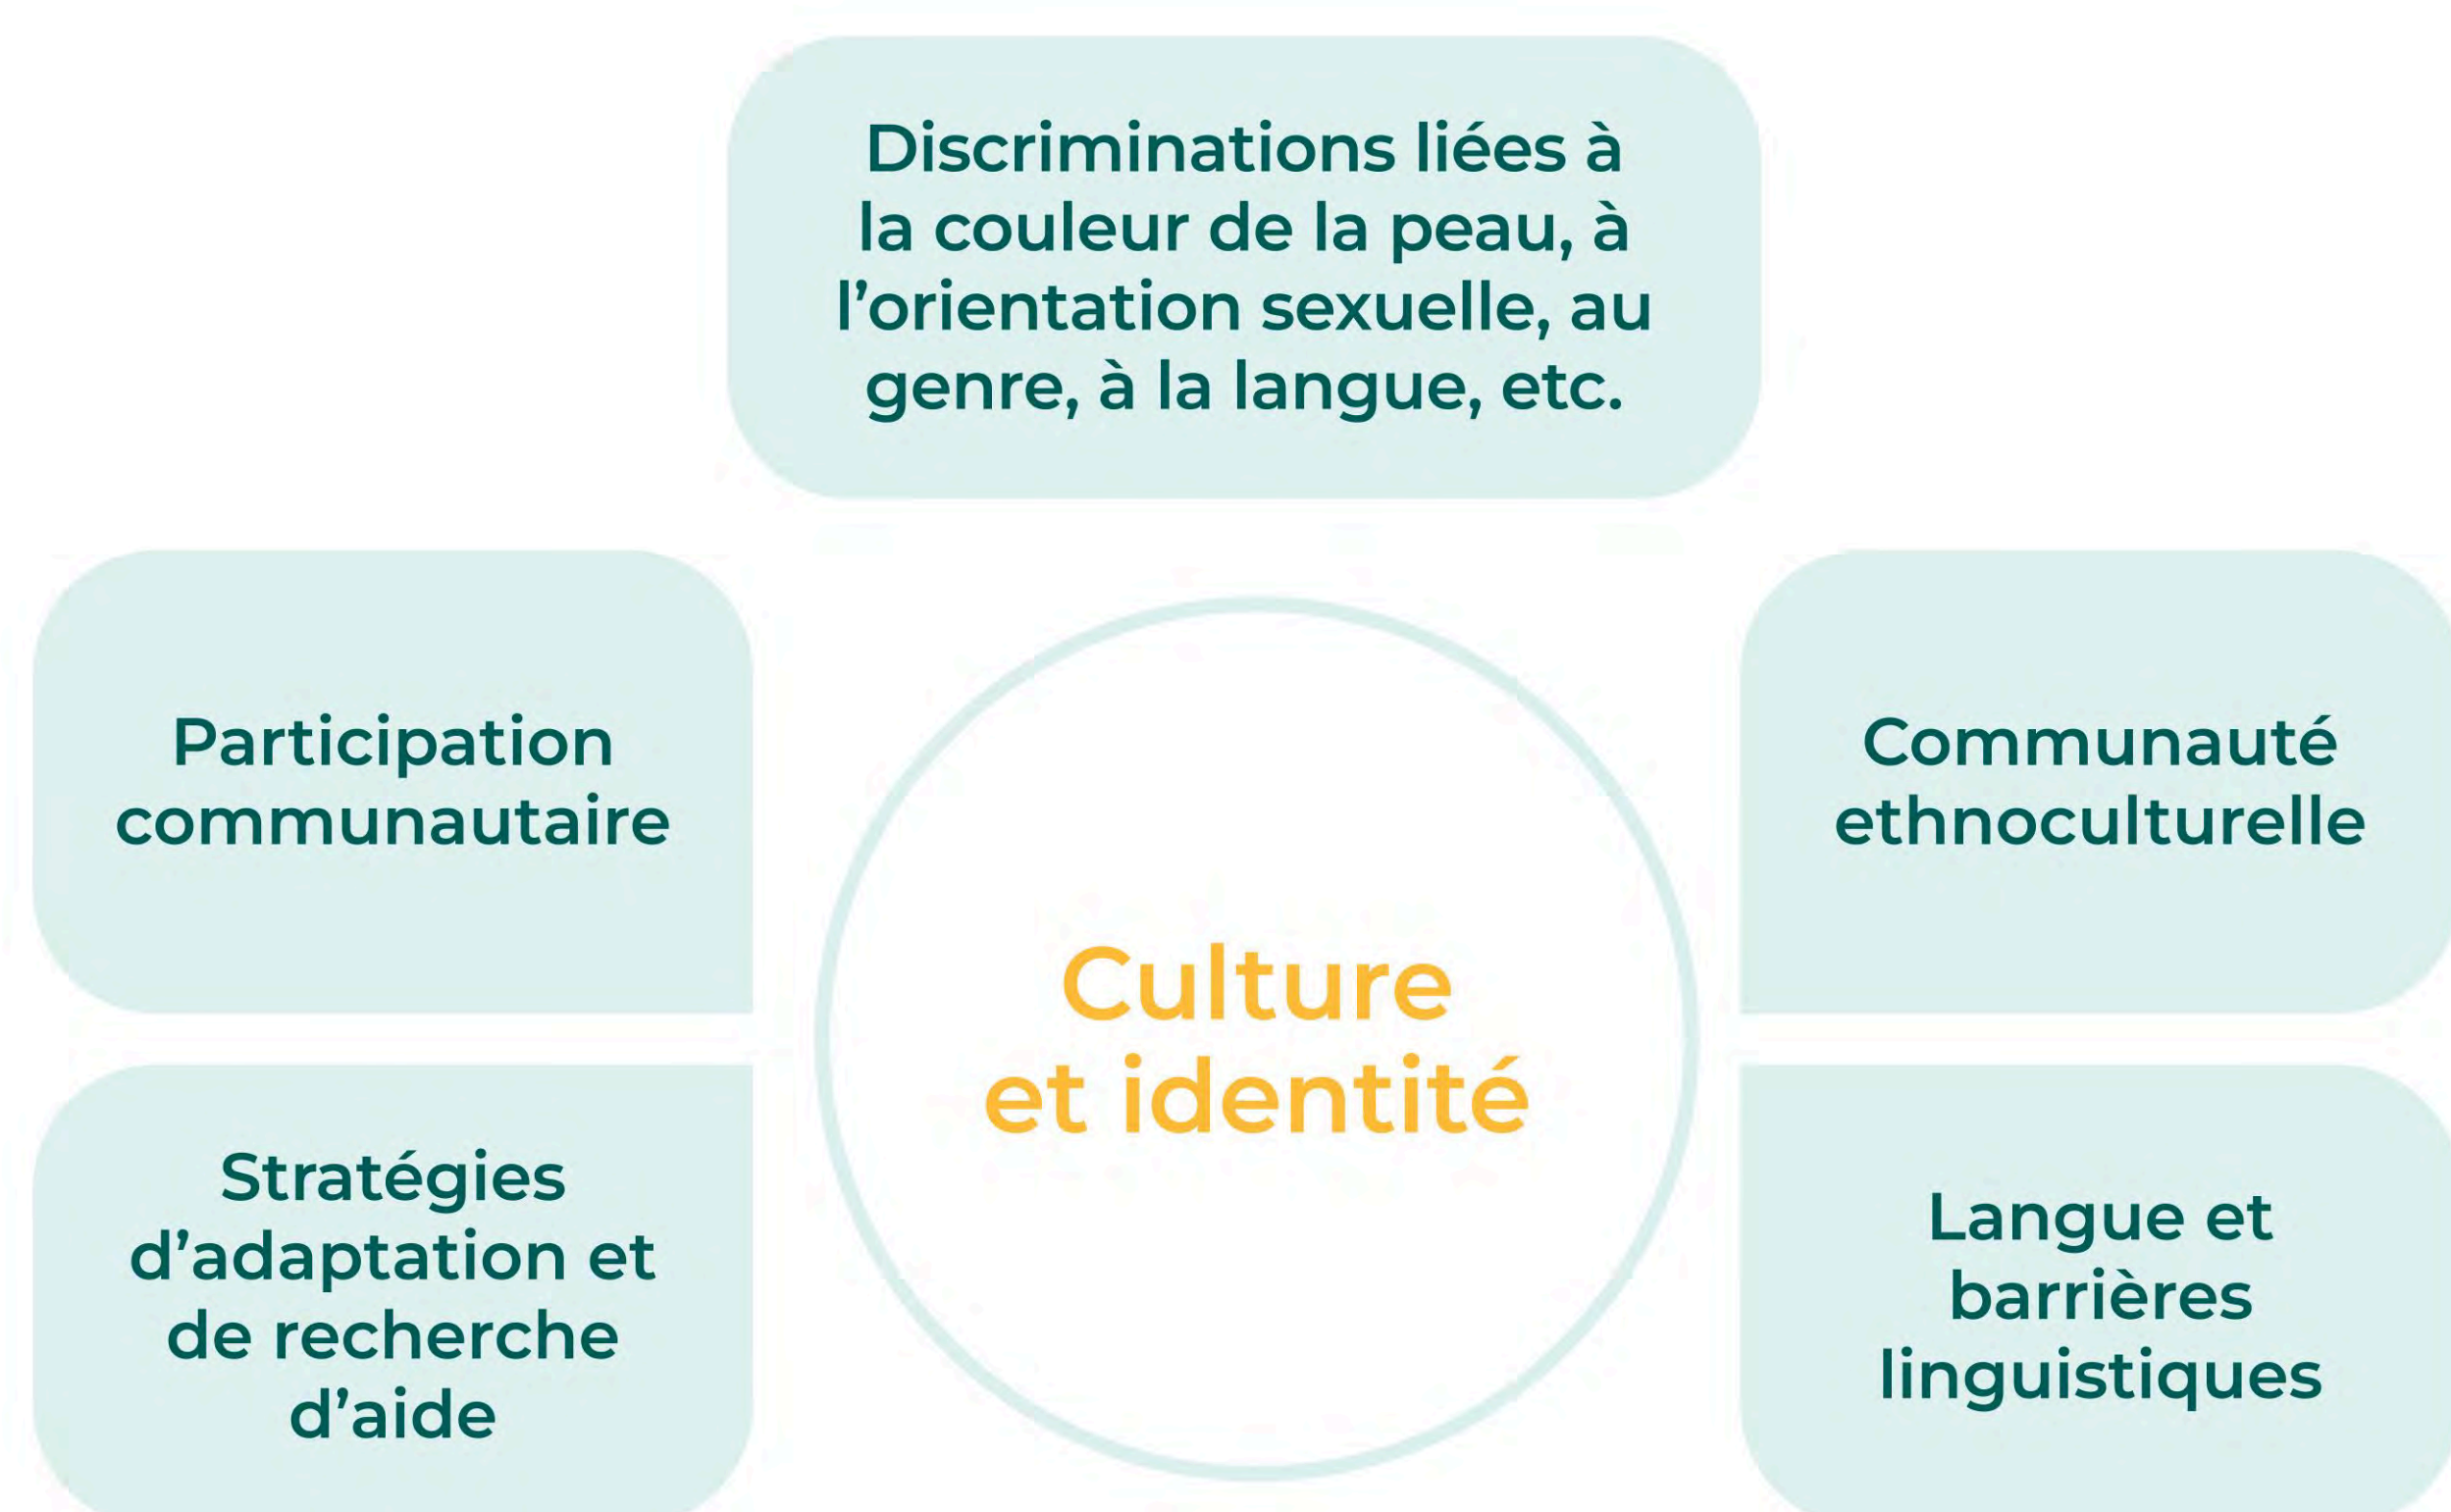 Discriminations liées à
la couleur de la peau, à
l’orientation sexuelle, au
genre, à la langue, etc.
Participation
communautaire
Communauté
ethnoculturelle
Culture
et identité
Stratégies
d’adaptation et
de recherche
d’aide
Langue et
barrières
linguistiques